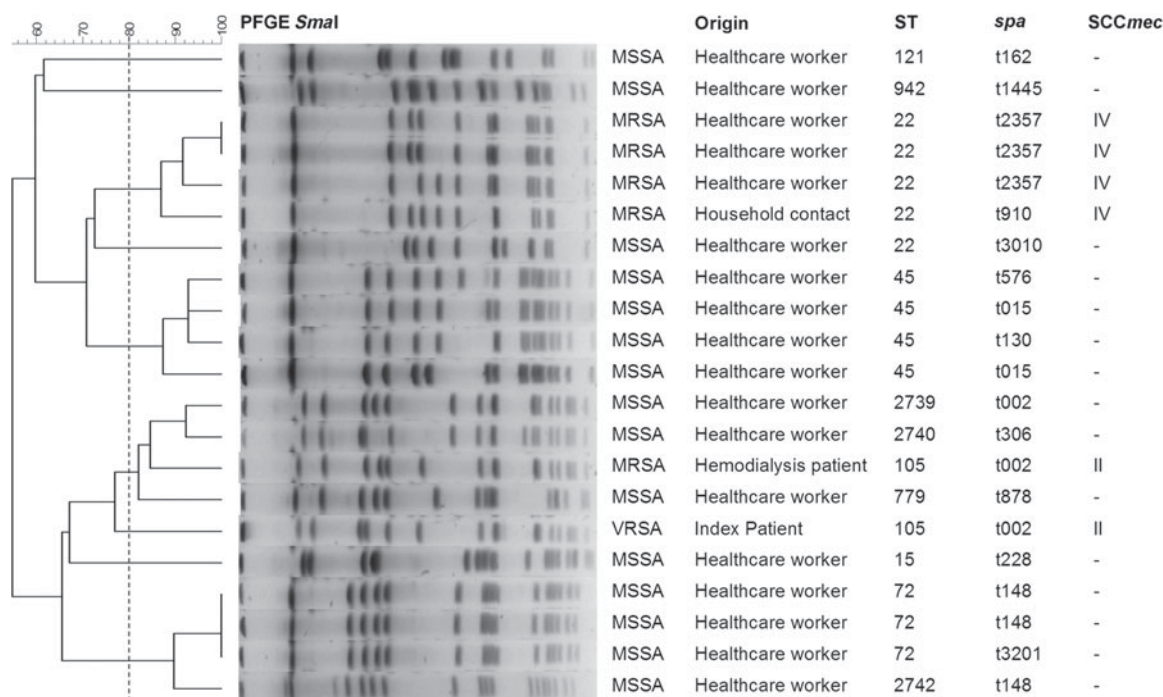 60 70 80 90 100 PFGE SmaI Origin ST spa SCCmec
MSSA Healthcare worker 121 t162 -
MSSA Healthcare worker 942 t1445 -
MRSA Healthcare worker 22 t2357 IV
MRSA Healthcare worker 22 t2357 IV
MRSA Healthcare worker 22 t2357 IV
MRSA Household contact 22 t910 IV
MSSA Healthcare worker 22 t3010 -
MSSA Healthcare worker 45 t576 -
MSSA Healthcare worker 45 t015 -
MSSA Healthcare worker 45 t130 -
MSSA Healthcare worker 45 t015 -
MSSA Healthcare worker 2739 t002 -
MSSA Healthcare worker 2740 t306 -
MRSA Hemodialysis patient 105 t002 II
MSSA Healthcare worker 779 t878 -
VRSA Index Patient 105 t002 II
MSSA Healthcare worker 15 t228 -
MSSA Healthcare worker 72 t148 -
MSSA Healthcare worker 72 t148 -
MSSA Healthcare worker 72 t3201 -
MSSA Healthcare worker 2742 t148 -